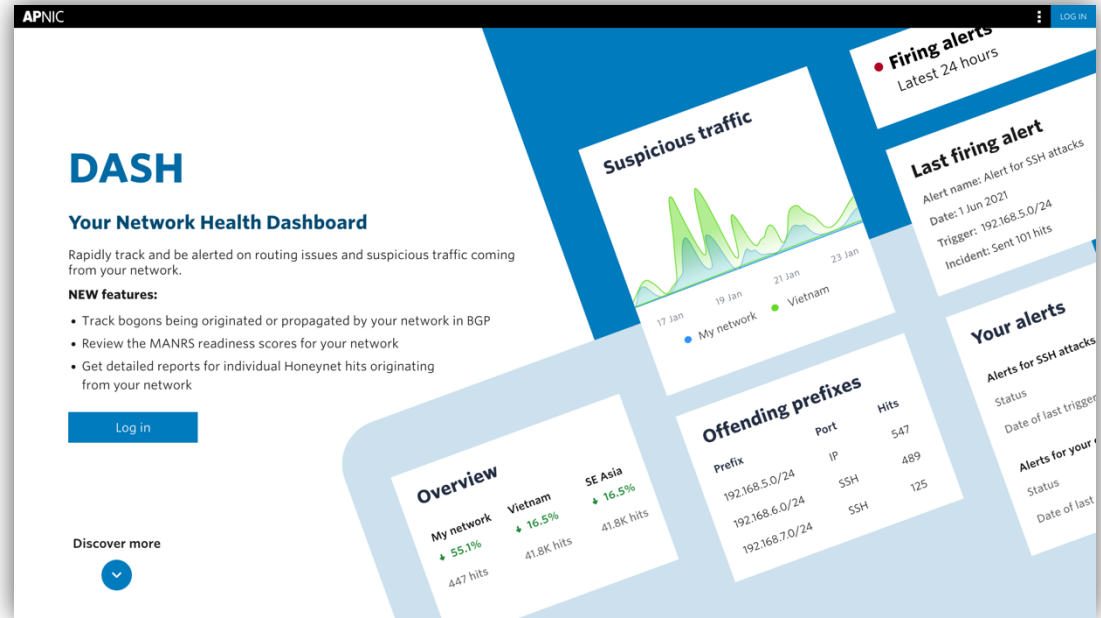 APNIC
LOG IN
DASH
Your Network Health Dashboard
Rapidly track and be alerted on routing issues and suspicious traffic coming
from your network.
NEW features:
• Track bogons being originated or propagated by your network in BGP
• Review the MANRS readiness scores for your network
• Get detailed reports for individual Honeynet hits originating
from your network
Log in
Discover more
Suspicious traffic
17 Jan 19 Jan 21 Jan 23 Jan
My network Vietnam
Firing alerts
Latest 24 hours
Last firing alert
Alert name: Alert for SSH attacks
Date: 1 Jun 2021
Trigger: 192.168.5.0/24
Incident: Sent 101 hits
Overview
My network Vietnam SE Asia
55.1% 16.5% 16.5%
447 hits 41.8K hits 41.8K hits
Offending prefixes
Prefix Port Hits
192.168.5.0/24 IP 547
192.168.6.0/24 SSH 489
192.168.7.0/24 SSH 125
Your alerts
Alerts for SSH attacks
Status
Date of last trigger
Alerts for your
Status
Date of last